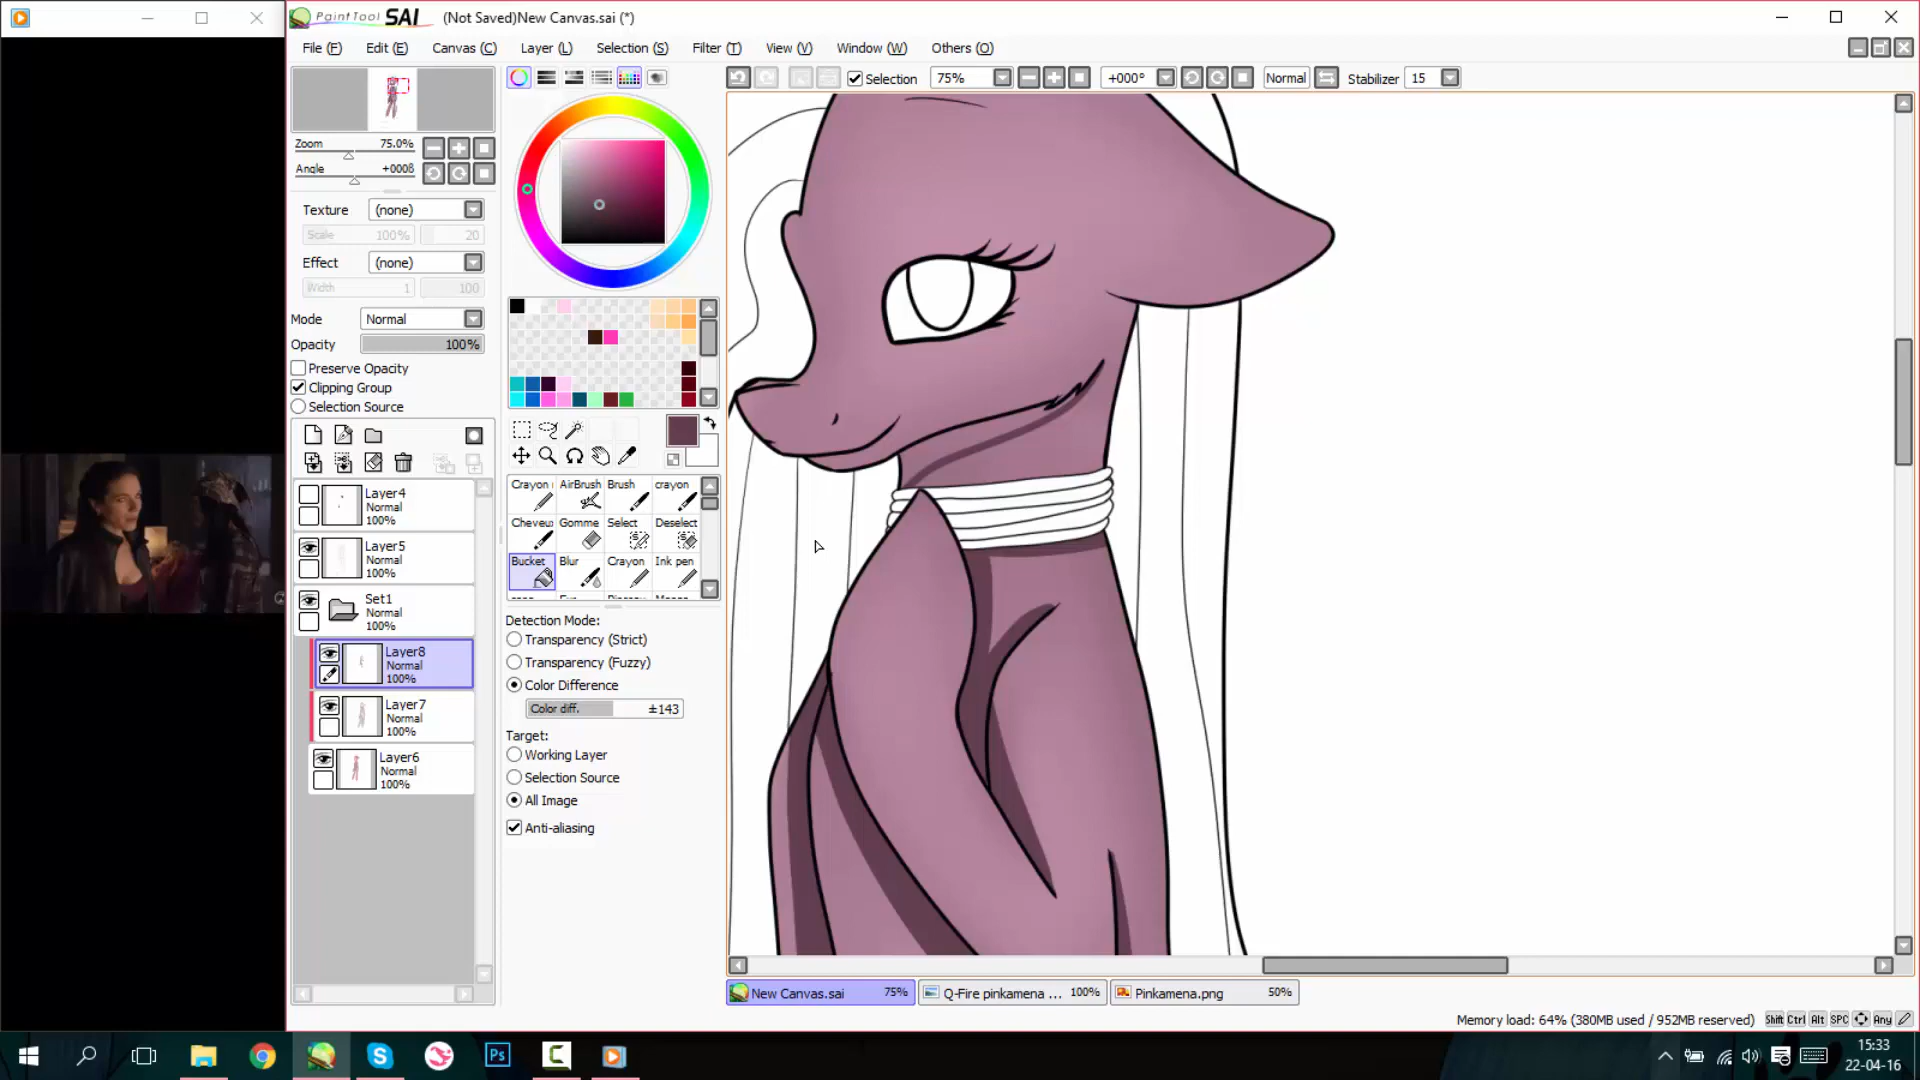 PaintTool SAI (Not Saved)New Canvas.sai (*)
File (F) Edit (E) Canvas (C) Layer (L) Selection (S) Filter (T) View (V) Window (W) Others (O)
Selection 75% +000° Normal Stabilizer 15
Zoom 75.0%
Angle +000
Texture (none)
Scale 100% 20
Effect (none)
Width 1 100
Mode Normal
Opacity 100%
Preserve Opacity
Clipping Group
Selection Source
Layer4
Normal
100%
Layer5
Normal
100%
Set1
Normal
100%
Layer8
Normal
100%
Layer7
Normal
100%
Layer6
Normal
100%
Crayon AirBrush Brush crayon
Cheveu Gomme Select Deselect
Bucket Blur Crayon Ink pen
Detection Mode:
Transparency (Strict)
Transparency (Fuzzy)
Color Difference
Color diff. ±143
Target:
Working Layer
Selection Source
All Image
Anti-aliasing
New Canvas.sai 75% Q-Fire pinkamena ... 100% Pinkamena.png 50%
Memory load: 64% (380MB used / 952MB reserved) Shift Ctrl Alt SPC Any
Ps
15:33
22-04-16